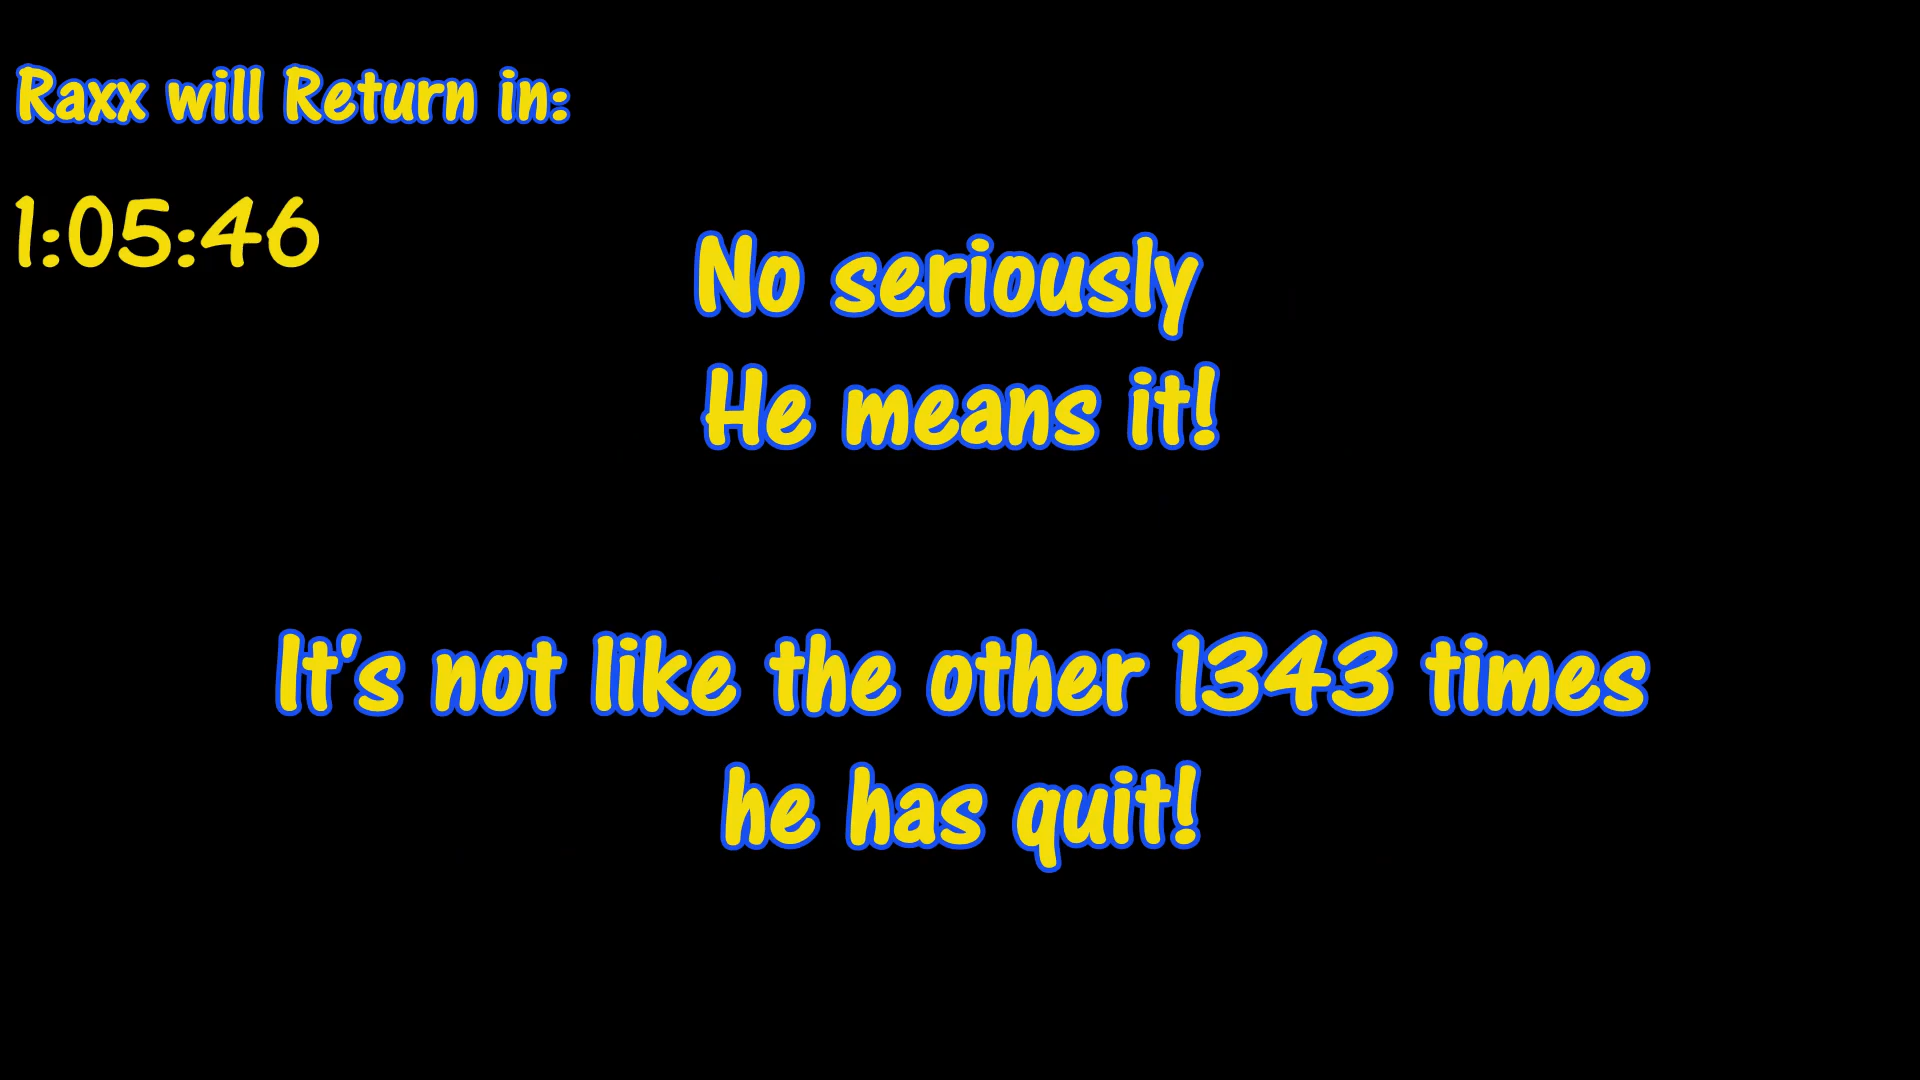 Raxx will Return in:
1:05:46
No seriously
He means it!
It's not like the other 1343 times
he has quit!